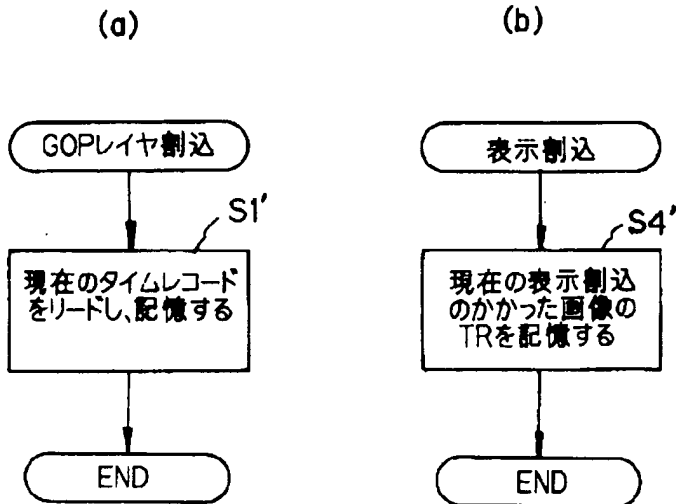 (a)
GOPレイヤ割込
S1'
現在のタイムレコード
をリードし、記憶する
END
(b)
表示割込
S4'
現在の表示割込
のかかった画像の
TRを記憶する
END